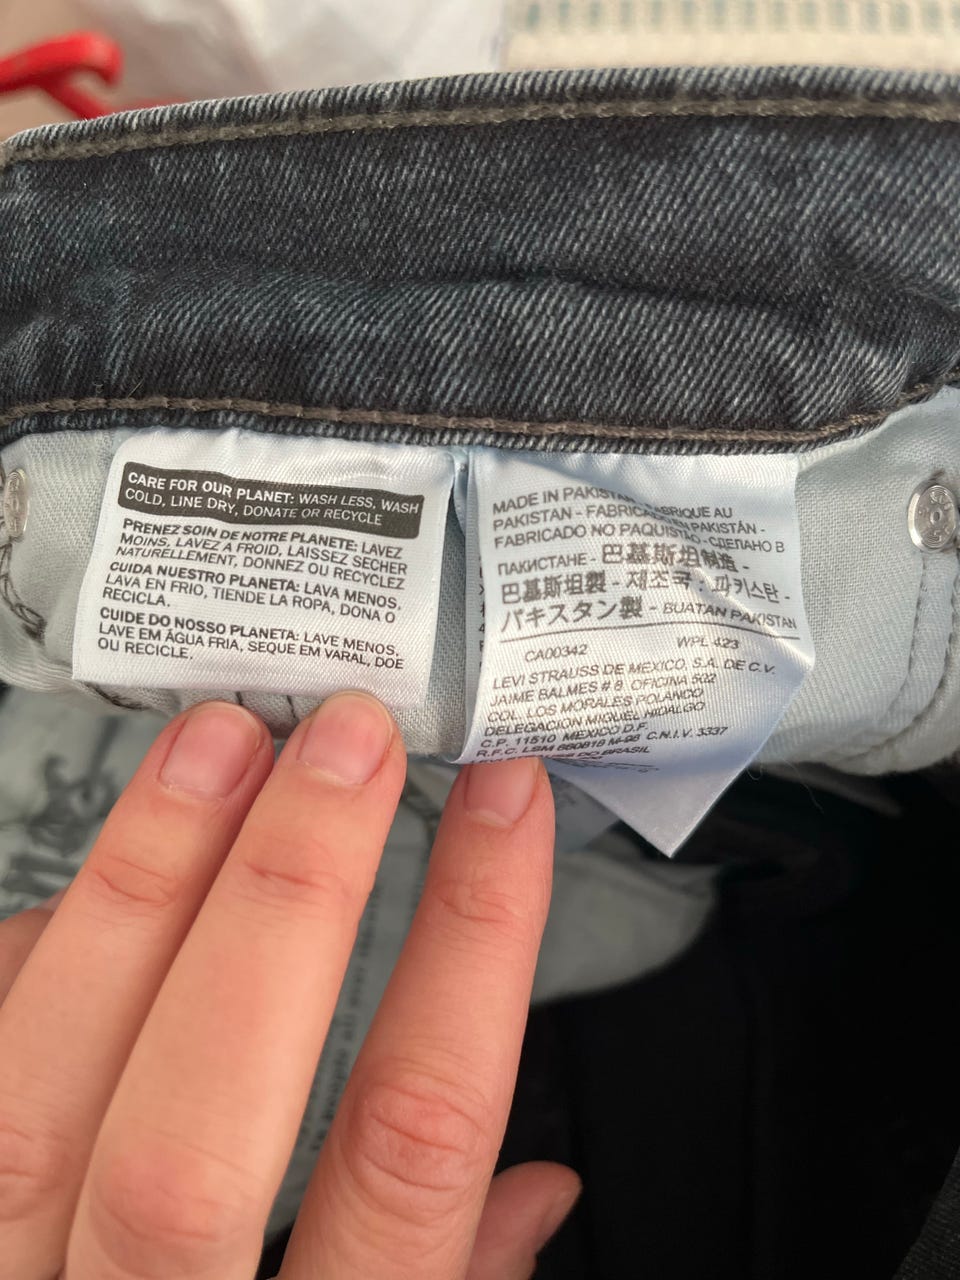 CARE FOR OUR PLANET: WASH LESS, WASH
COLD, LINE DRY, DONATE OR RECYCLE
PRENEZ SOIN DE NOTRE PLANETE: LAVEZ
MOINS, LAVEZ A FROID, LAISSEZ SECHER
NATURELLEMENT, DONNEZ OU RECYCLEZ
CUIDA NUESTRO PLANETA: LAVA MENOS,
LAVA EN FRIO, TIENDE LA ROPA, DONA O
RECICLA.
CUIDE DO NOSSO PLANETA: LAVE MENOS,
LAVE EM ÁGUA FRIA, SEQUE EM VARAL, DOE
OU RECICLE.
MADE IN PAKISTAN - FABRIQUE AU
PAKISTAN - FABRICADO EN PAKISTÁN -
FABRICADO NO PAQUISTÃO - СДЕЛАНО В
ПАКИСТАНЕ - 巴基斯坦制造 -
巴基斯坦製 - 제조국 : 파키스탄 -
パキスタン製 - BUATAN PAKISTAN
CA00342 WPL 423
LEVI STRAUSS DE MEXICO, S.A. DE C.V.
JAIME BALMES # 8 OFICINA 502
COL. LOS MORALES POLANCO
DELEGACION MIGUEL HIDALGO
C.P. 11510 MEXICO D.F.
R.F.C. LSM 660818 M-96 C.N.I.V. 3337
DO BRASIL